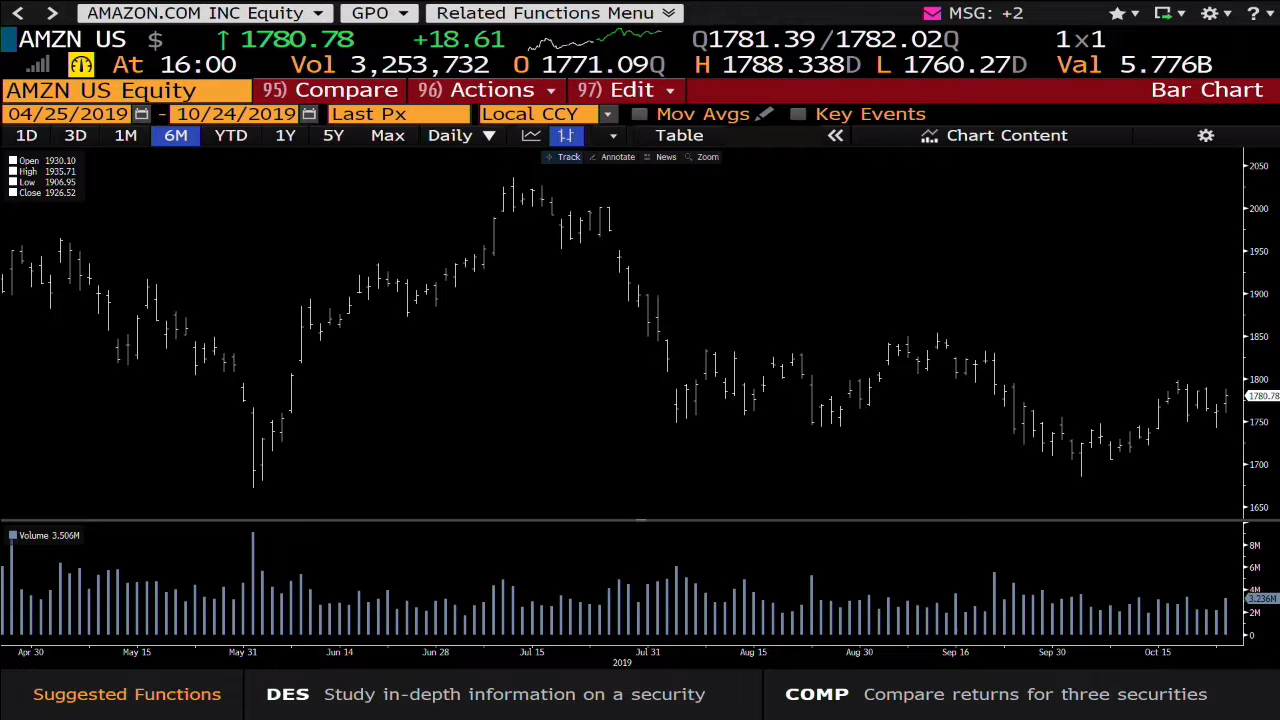 AMAZON.COM INC Equity GPO Related Functions Menu MSG: +2 ?
AMZN US $ ↑ 1780.78 +18.61 Q1781.39/1782.02Q 1x1
At 16:00 Vol 3,253,732 O 1771.09Q H 1788.338D L 1760.27D Val 5.776B
AMZN US Equity 95) Compare 96) Actions 97) Edit Bar Chart
04/25/2019 - 10/24/2019 Last Px Local CCY Mov Avgs Key Events
1D 3D 1M 6M YTD 1Y 5Y Max Daily ▼ Table « Chart Content
Track Annotate News Zoom
Open 1930.10
High 1935.71
Low 1906.95
Close 1926.52
2050
2000
1950
1900
1850
1800
1780.78
1750
1700
1650
Volume 3.506M
8M
6M
4M
3.236M
2M
0
Apr 30 May 15 May 31 Jun 14 Jun 28 Jul 15 Jul 31 Aug 15 Aug 30 Sep 16 Sep 30 Oct 15
2019
Suggested Functions DES Study in-depth information on a security COMP Compare returns for three securities